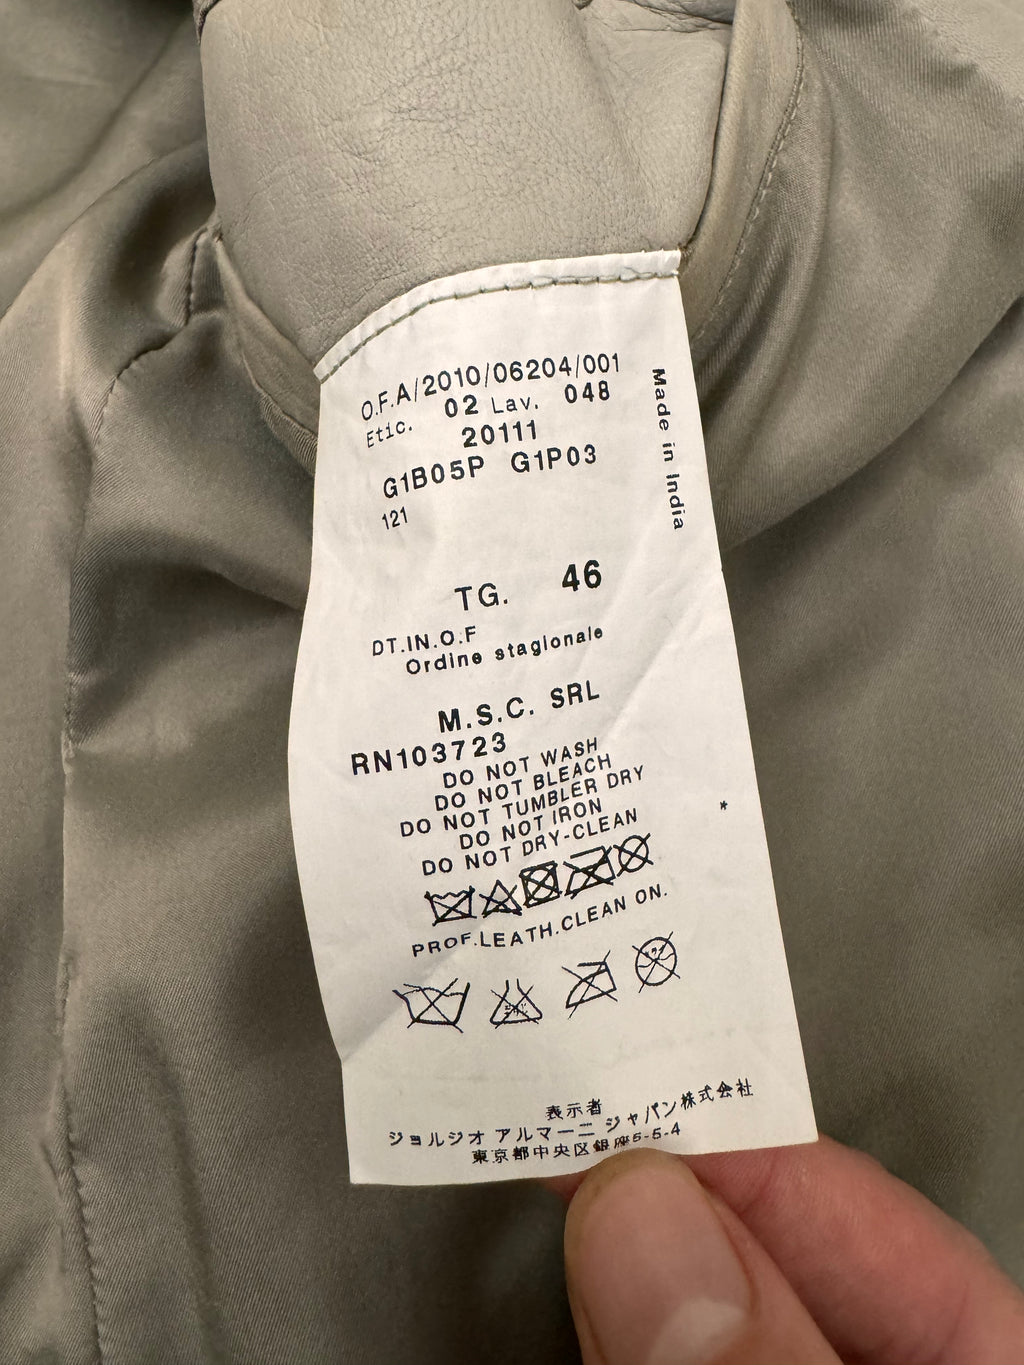 O.F.A/2010/06204/001
Etic. 02 Lav. 048
20111
G1B05P G1P03
121
Made in India
TG. 46
DT.IN.O.F
Ordine stagionale
M.S.C. SRL
RN103723
DO NOT WASH
DO NOT BLEACH
DO NOT TUMBLER DRY
DO NOT IRON
DO NOT DRY-CLEAN
*
PROF.LEATH.CLEAN ON.
表示者
ジョルジオ アルマーニ ジャパン株式会社
東京都中央区銀座5-5-4